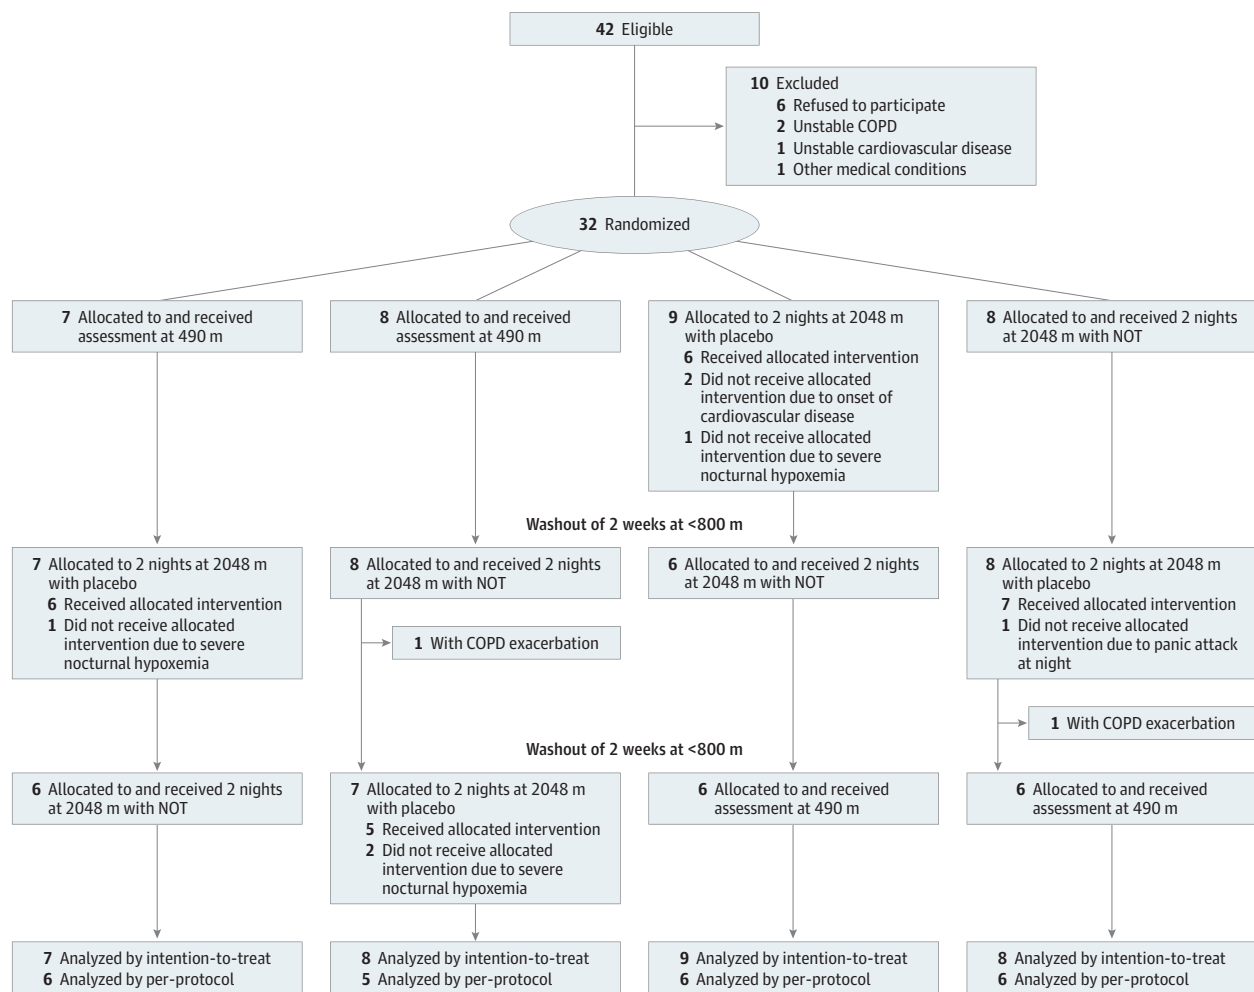 42 Eligible
10 Excluded
6 Refused to participate
2 Unstable COPD
1 Unstable cardiovascular disease
1 Other medical conditions
32 Randomized
7 Allocated to and received
assessment at 490 m
8 Allocated to and received
assessment at 490 m
9 Allocated to 2 nights at 2048 m
with placebo
6 Received allocated intervention
2 Did not receive allocated
intervention due to onset of
cardiovascular disease
1 Did not receive allocated
intervention due to severe
nocturnal hypoxemia
8 Allocated to and received 2 nights
at 2048 m with NOT
Washout of 2 weeks at <800 m
7 Allocated to 2 nights at 2048 m
with placebo
6 Received allocated intervention
1 Did not receive allocated
intervention due to severe
nocturnal hypoxemia
8 Allocated to and received 2 nights
at 2048 m with NOT
1 With COPD exacerbation
6 Allocated to and received 2 nights
at 2048 m with NOT
8 Allocated to 2 nights at 2048 m
with placebo
7 Received allocated intervention
1 Did not receive allocated
intervention due to panic attack
at night
1 With COPD exacerbation
Washout of 2 weeks at <800 m
6 Allocated to and received 2 nights
at 2048 m with NOT
7 Allocated to 2 nights at 2048 m
with placebo
5 Received allocated intervention
2 Did not receive allocated
intervention due to severe
nocturnal hypoxemia
6 Allocated to and received
assessment at 490 m
6 Allocated to and received
assessment at 490 m
7 Analyzed by intention-to-treat
6 Analyzed by per-protocol
8 Analyzed by intention-to-treat
5 Analyzed by per-protocol
9 Analyzed by intention-to-treat
6 Analyzed by per-protocol
8 Analyzed by intention-to-treat
6 Analyzed by per-protocol